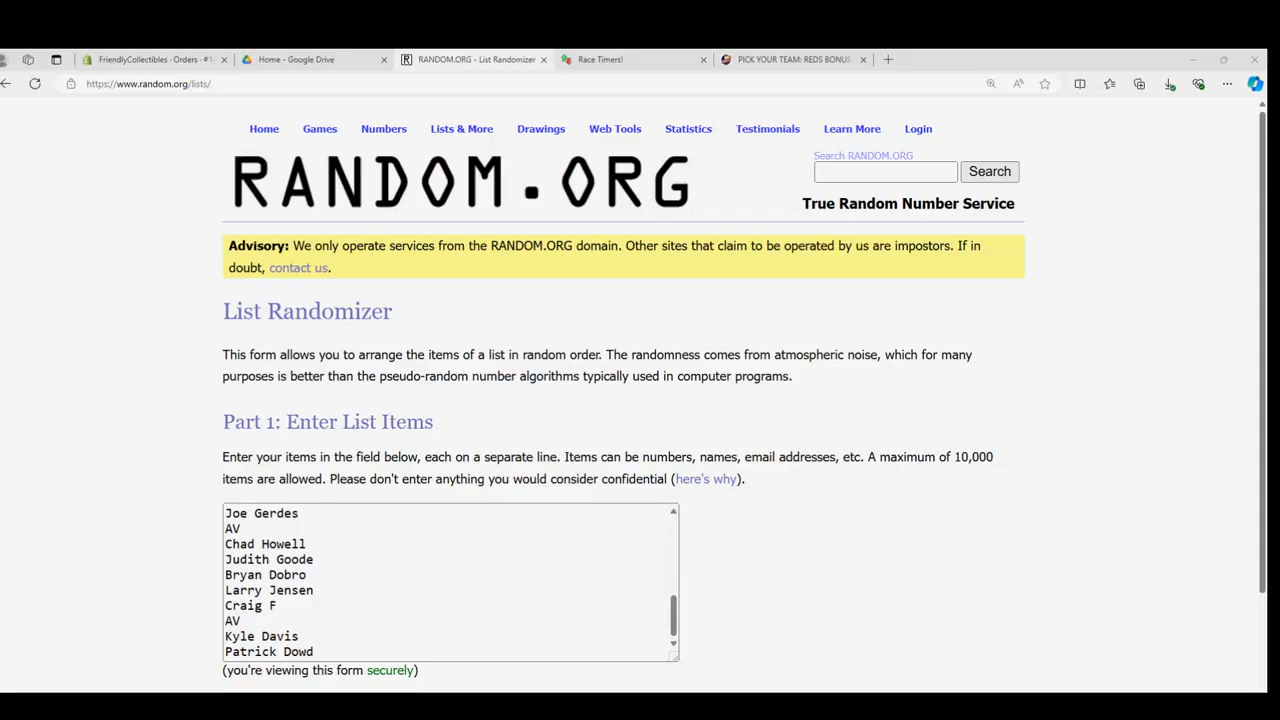 FriendlyCollectibles - Orders - #1
Home - Google Drive
RANDOM.ORG - List Randomizer
Race Timers!
PICK YOUR TEAM: REDS BONUS
https://www.random.org/lists/
Home Games Numbers Lists & More Drawings Web Tools Statistics Testimonials Learn More Login
RANDOM.ORG
Search RANDOM.ORG
Search
True Random Number Service
Advisory: We only operate services from the RANDOM.ORG domain. Other sites that claim to be operated by us are impostors. If in
doubt, contact us.
List Randomizer
This form allows you to arrange the items of a list in random order. The randomness comes from atmospheric noise, which for many
purposes is better than the pseudo-random number algorithms typically used in computer programs.
Part 1: Enter List Items
Enter your items in the field below, each on a separate line. Items can be numbers, names, email addresses, etc. A maximum of 10,000
items are allowed. Please don't enter anything you would consider confidential (here's why).
Joe Gerdes
AV
Chad Howell
Judith Goode
Bryan Dobro
Larry Jensen
Craig F
AV
Kyle Davis
Patrick Dowd
(you're viewing this form securely)